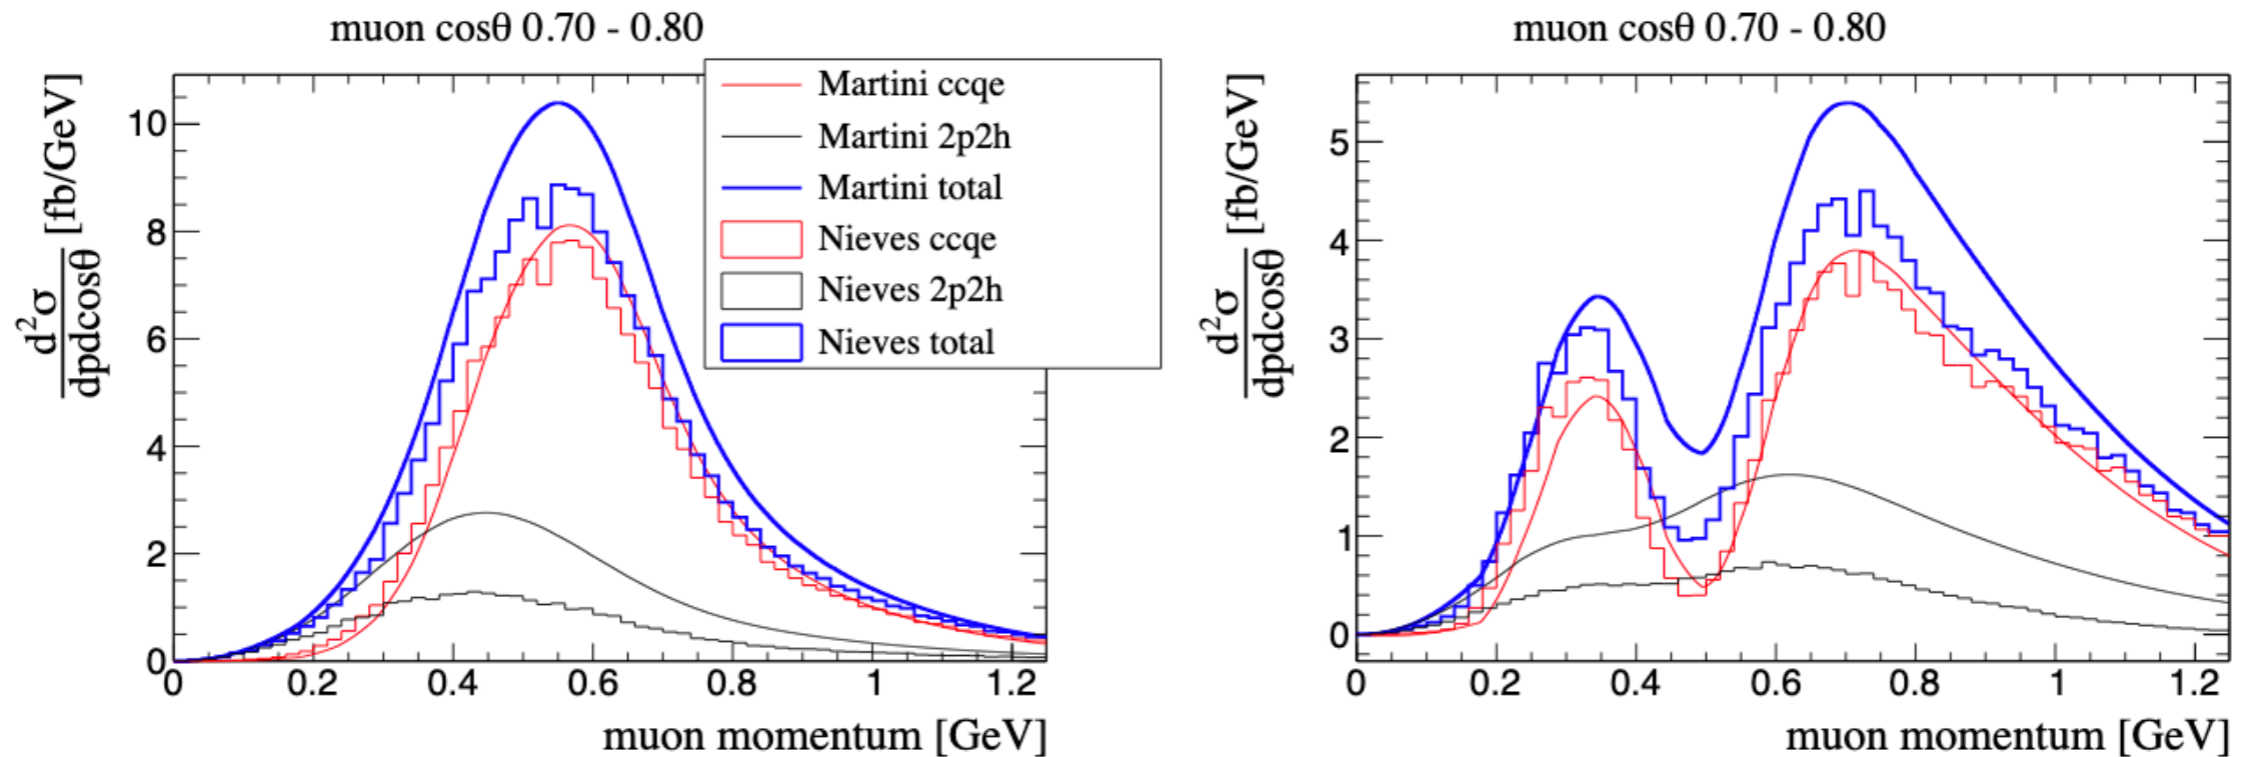 muon cosθ 0.70 - 0.80
d²σ
dpdcosθ
[fb/GeV]
10
8
6
4
2
0
0 0.2 0.4 0.6 0.8 1 1.2
muon momentum [GeV]
Martini ccqe
Martini 2p2h
Martini total
Nieves ccqe
Nieves 2p2h
Nieves total
muon cosθ 0.70 - 0.80
d²σ
dpdcosθ
[fb/GeV]
5
4
3
2
1
0
0 0.2 0.4 0.6 0.8 1 1.2
muon momentum [GeV]